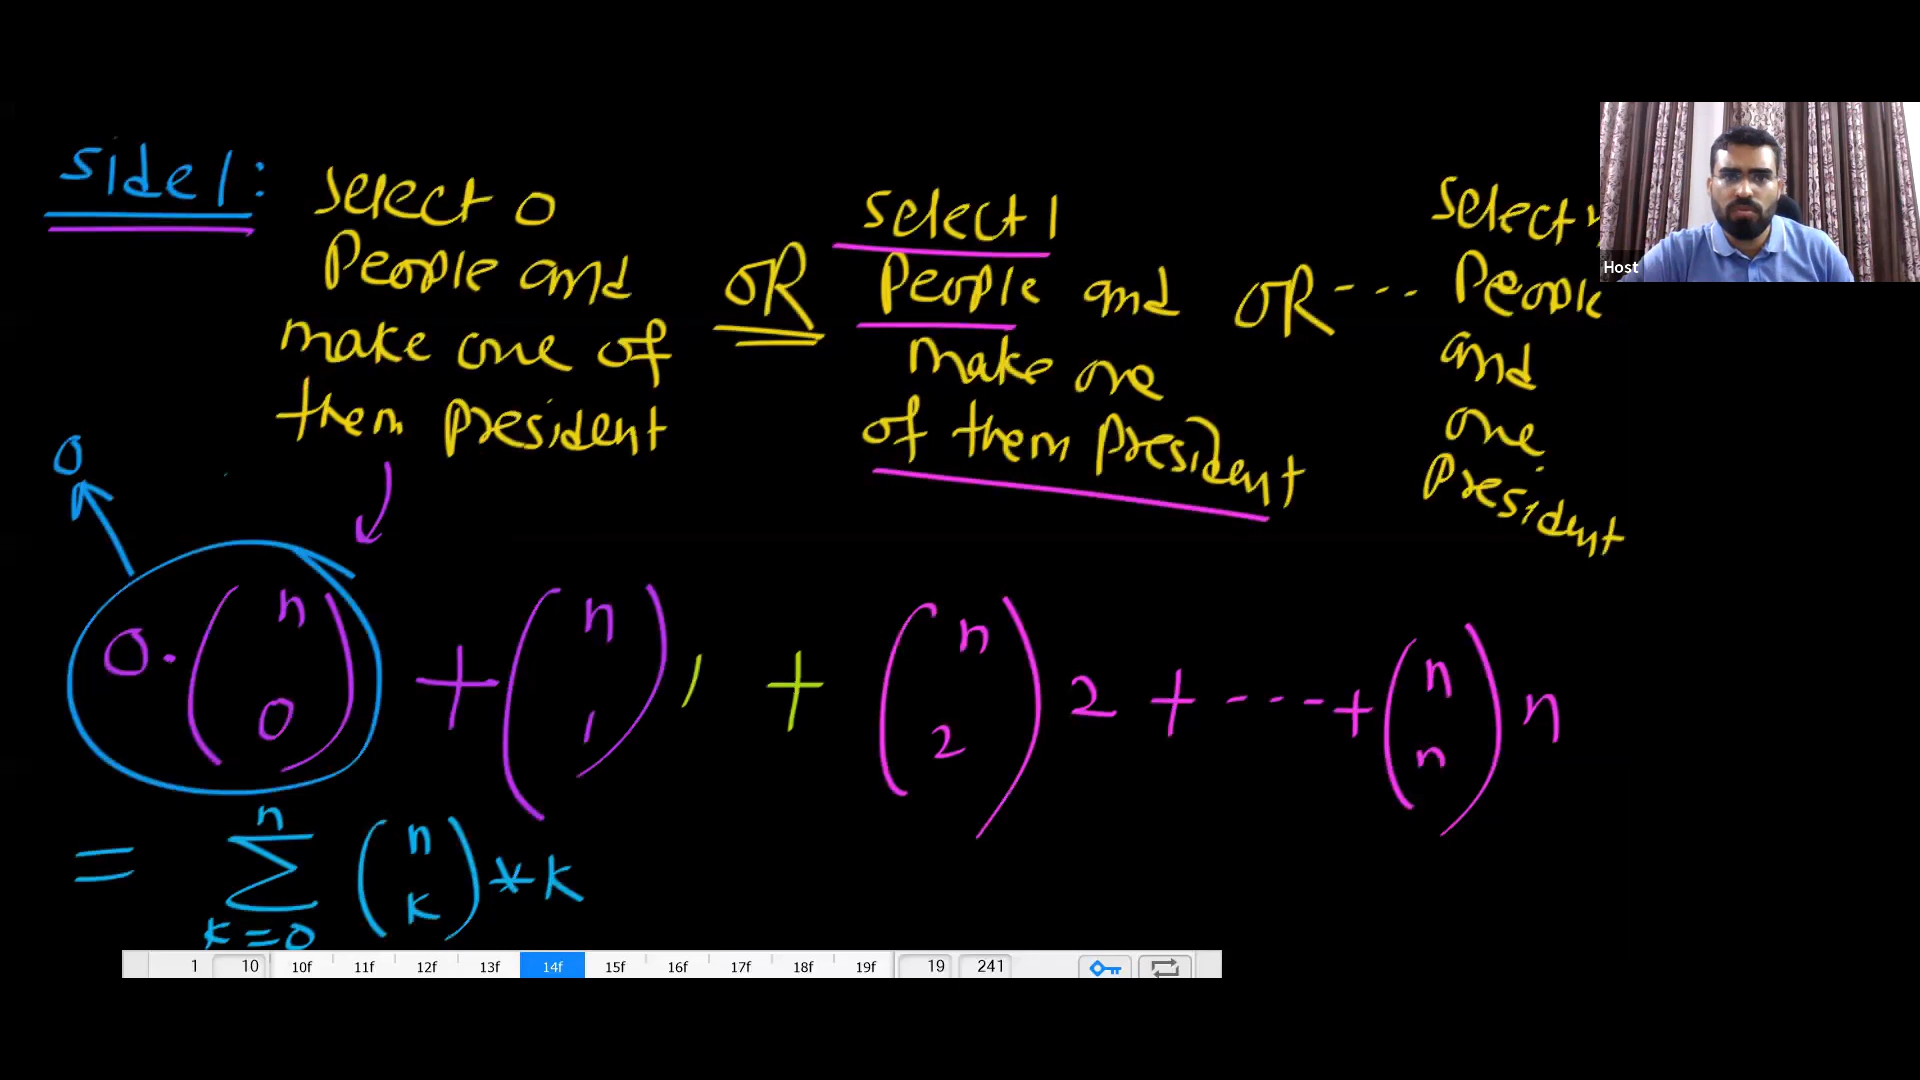 side 1:
select 0
People and
make one of
them president
OR
select 1
People and
make one
of them president
OR ---
select n
People
and
one
president
Host
0
0·(n 0) + (n 1) 1 + (n 2) 2 + ---- + (n n) n
= n ∑ k=0 (n k) * k
1 10 10f 11f 12f 13f 14f 15f 16f 17f 18f 19f 19 241